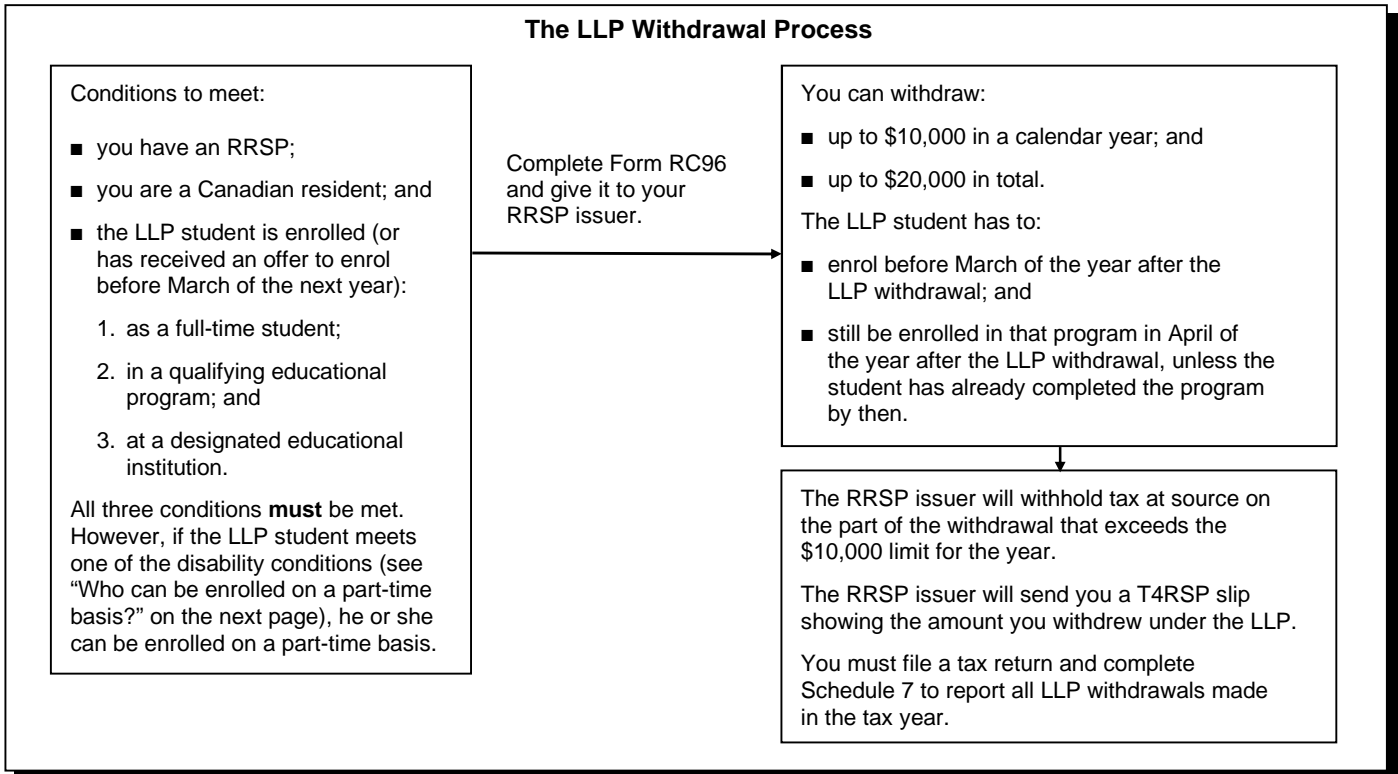 The LLP Withdrawal Process
Conditions to meet:
■ you have an RRSP;
■ you are a Canadian resident; and
■ the LLP student is enrolled (or
has received an offer to enrol
before March of the next year):
1. as a full-time student;
2. in a qualifying educational
program; and
3. at a designated educational
institution.
All three conditions must be met.
However, if the LLP student meets
one of the disability conditions (see
“Who can be enrolled on a part-time
basis?” on the next page), he or she
can be enrolled on a part-time basis.
Complete Form RC96
and give it to your
RRSP issuer.
You can withdraw:
■ up to $10,000 in a calendar year; and
■ up to $20,000 in total.
The LLP student has to:
■ enrol before March of the year after the
LLP withdrawal; and
■ still be enrolled in that program in April of
the year after the LLP withdrawal, unless the
student has already completed the program
by then.
The RRSP issuer will withhold tax at source on
the part of the withdrawal that exceeds the
$10,000 limit for the year.
The RRSP issuer will send you a T4RSP slip
showing the amount you withdrew under the LLP.
You must file a tax return and complete
Schedule 7 to report all LLP withdrawals made
in the tax year.